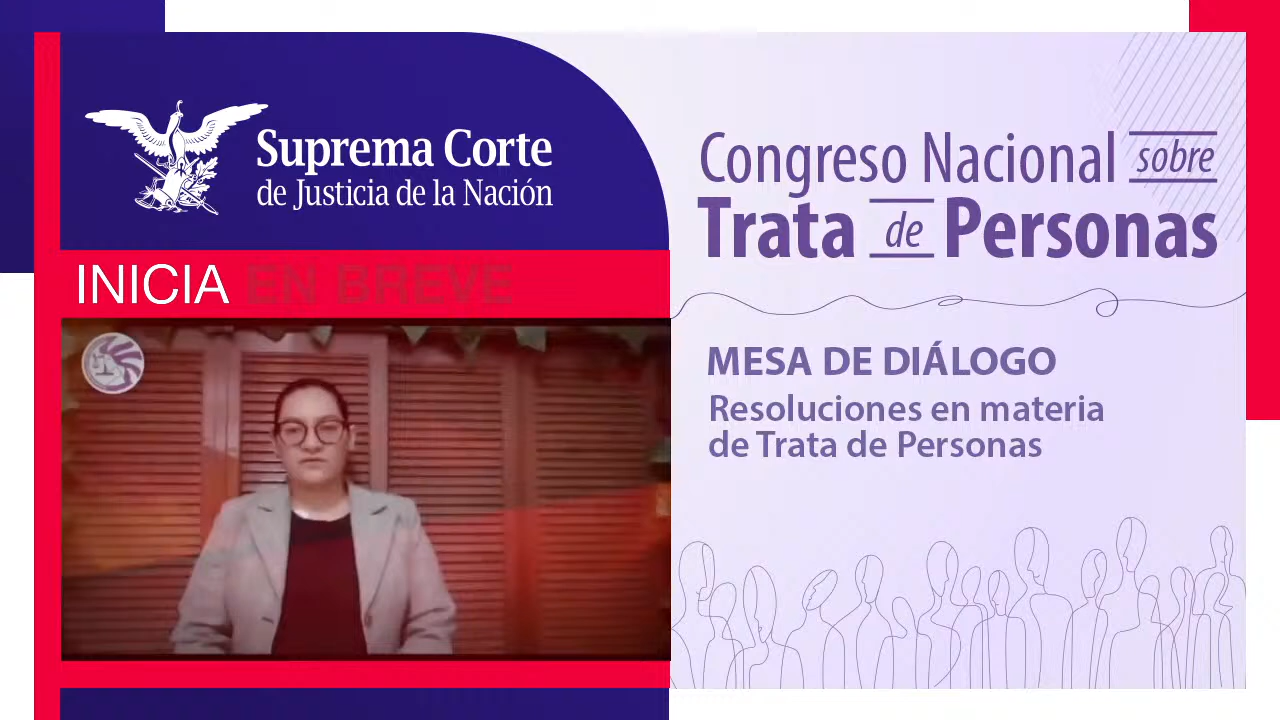 Suprema Corte
de Justicia de la Nación
INICIA EN BREVE
Congreso Nacional sobre
Trata de Personas
MESA DE DIÁLOGO
Resoluciones en materia
de Trata de Personas